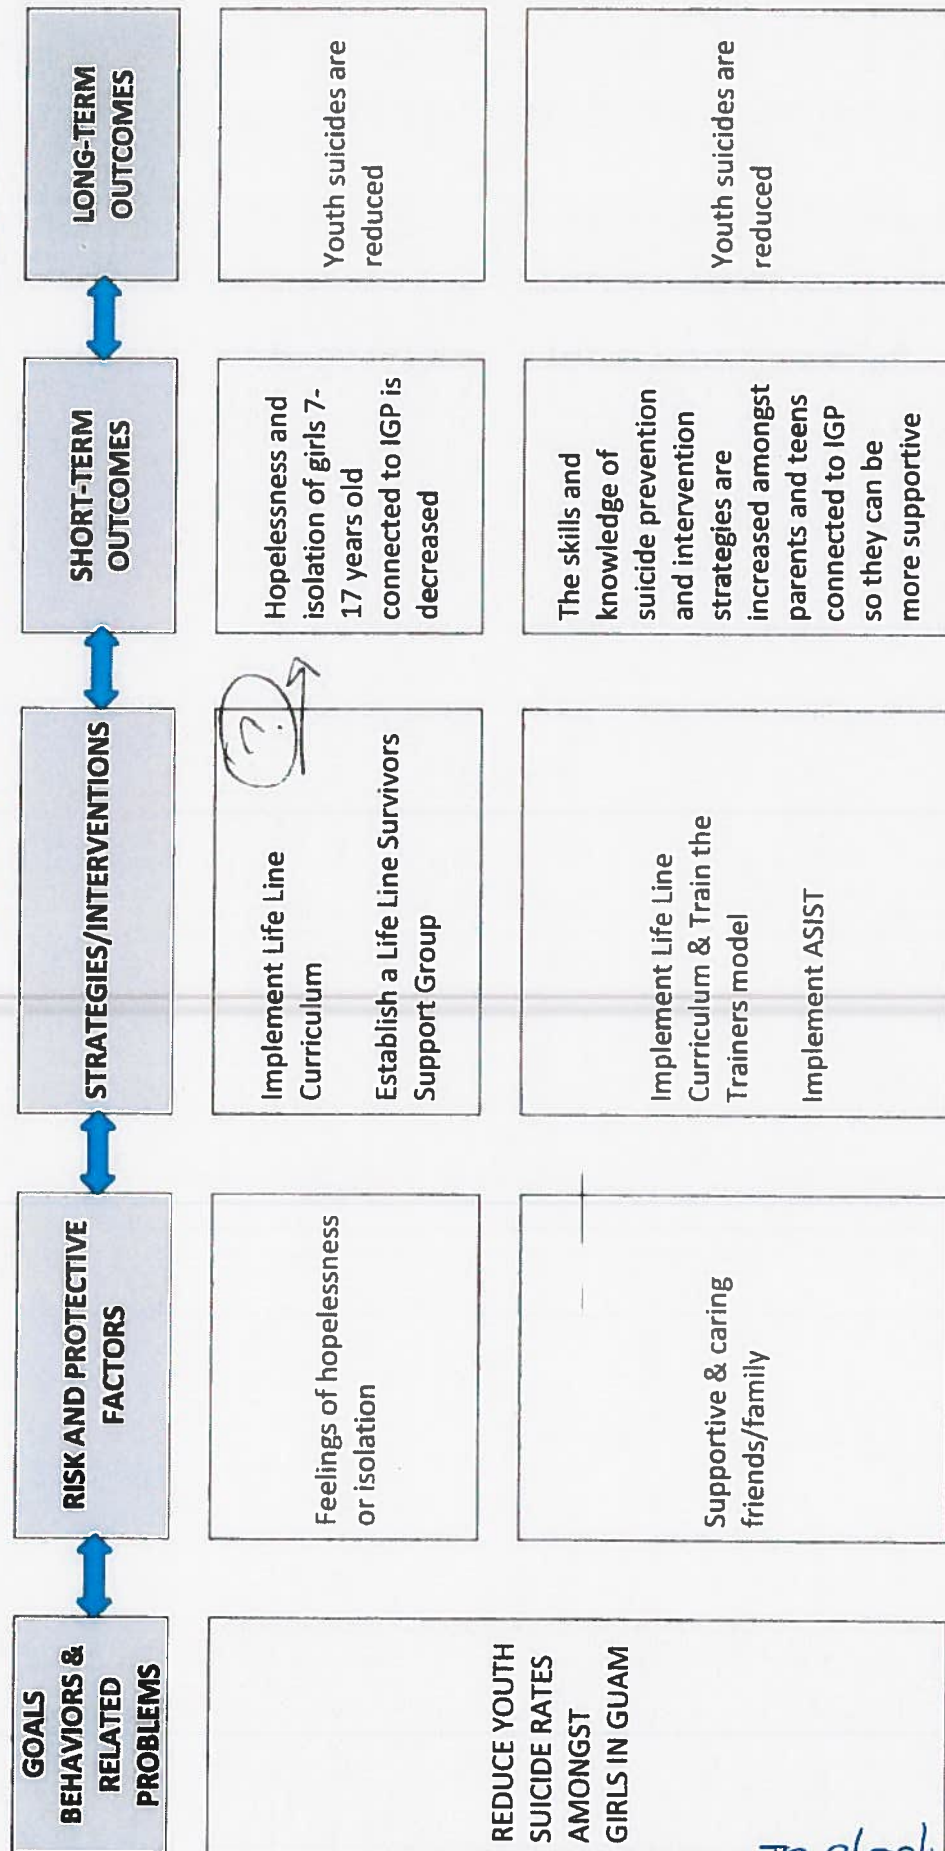 GOALS
BEHAVIORS &
RELATED
PROBLEMS
RISK AND PROTECTIVE
FACTORS
STRATEGIES/INTERVENTIONS
SHORT-TERM
OUTCOMES
LONG-TERM
OUTCOMES
REDUCE YOUTH
SUICIDE RATES
AMONGST
GIRLS IN GUAM
Feelings of hopelessness
or isolation
Implement Life Line
Curriculum
Establish a Life Line Survivors
Support Group
?
Hopelessness and
isolation of girls 7-
17 years old
connected to IGP is
decreased
Youth suicides are
reduced
Supportive & caring
friends/family
Implement Life Line
Curriculum & Train the
Trainers model
Implement ASIST
The skills and
knowledge of
suicide prevention
and intervention
strategies are
increased amongst
parents and teens
connected to IGP
so they can be
more supportive
Youth suicides are
reduced